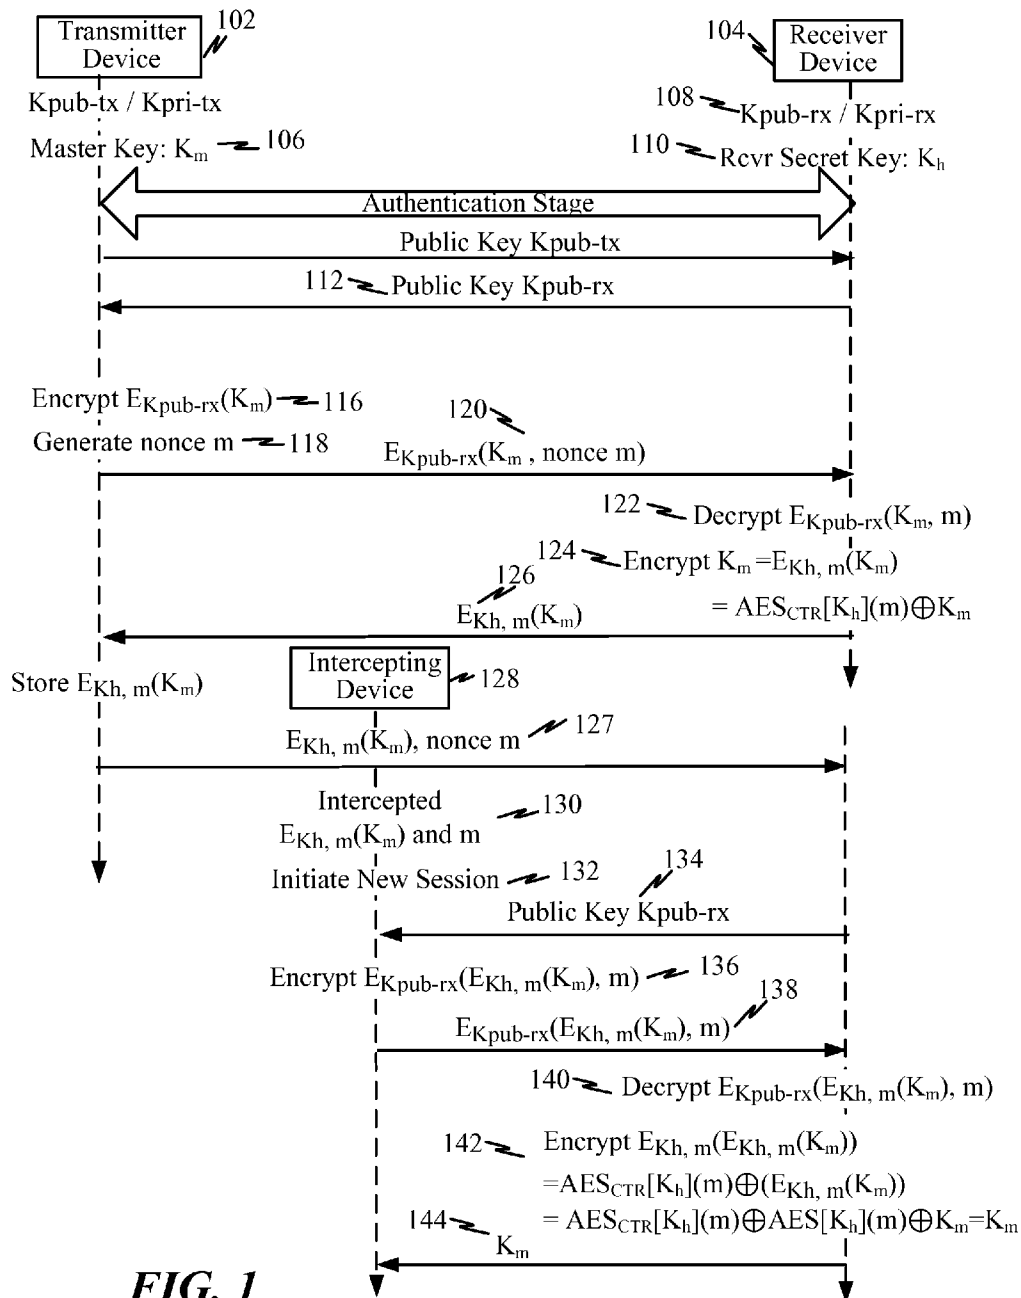 Transmitter
Device
102
104
Receiver
Device
Kpub-tx / Kpri-tx
108
Kpub-rx / Kpri-rx
Master Key: Km
106
110
Rcvr Secret Key: Kh
Authentication Stage
Public Key Kpub-tx
112
Public Key Kpub-rx
Encrypt EKpub-rx(Km)
116
Generate nonce m
118
120
EKpub-rx(Km , nonce m)
122
Decrypt EKpub-rx(Km, m)
124
Encrypt Km =EKh, m(Km)
= AESCTR[Kh](m)⊕Km
126
EKh, m(Km)
Store EKh, m(Km)
Intercepting
Device
128
EKh, m(Km), nonce m
127
Intercepted
EKh, m(Km) and m
130
Initiate New Session
132
134
Public Key Kpub-rx
Encrypt EKpub-rx(EKh, m(Km), m)
136
138
EKpub-rx(EKh, m(Km), m)
140
Decrypt EKpub-rx(EKh, m(Km), m)
142
Encrypt EKh, m(EKh, m(Km))
=AESCTR[Kh](m)⊕(EKh, m(Km))
= AESCTR[Kh](m)⊕AES[Kh](m)⊕Km=Km
144
Km
FIG. 1